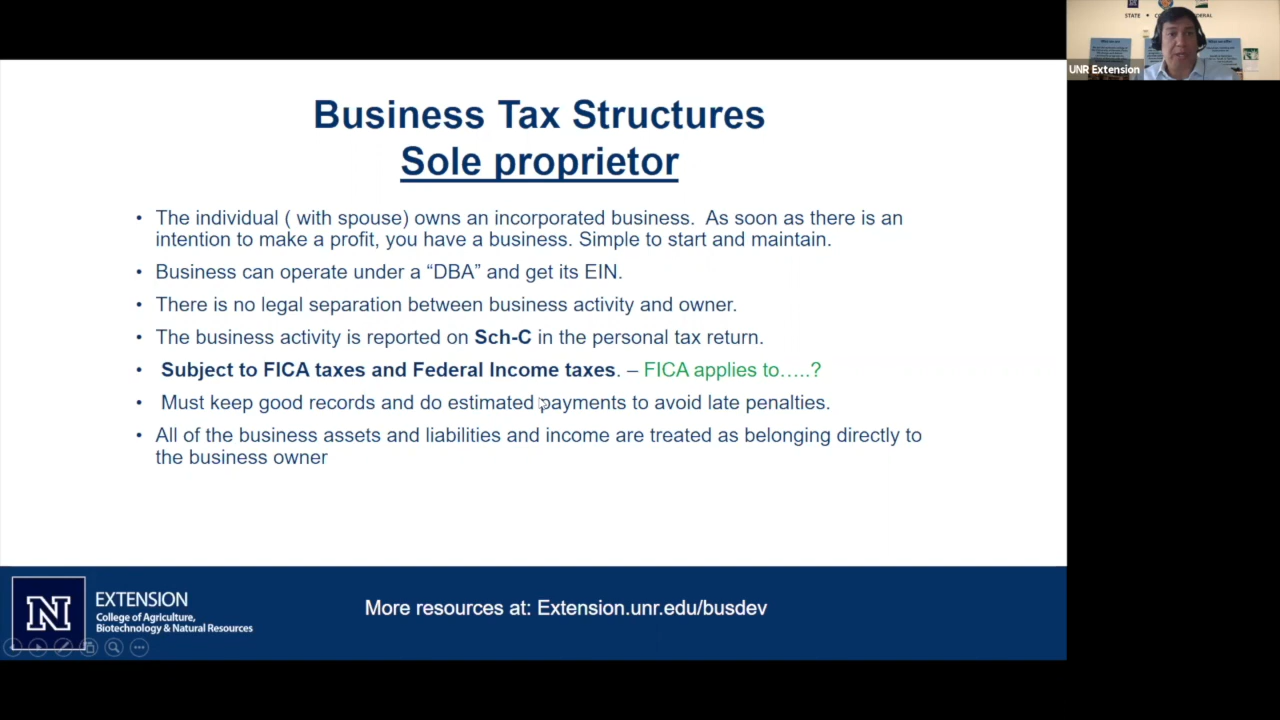 STATE
UNR Extension
Business Tax Structures
Sole proprietor
• The individual ( with spouse) owns an incorporated business.  As soon as there is an
intention to make a profit, you have a business. Simple to start and maintain.
• Business can operate under a “DBA” and get its EIN.
• There is no legal separation between business activity and owner.
• The business activity is reported on Sch-C in the personal tax return.
• Subject to FICA taxes and Federal Income taxes. – FICA applies to…..?
• Must keep good records and do estimated payments to avoid late penalties.
• All of the business assets and liabilities and income are treated as belonging directly to
the business owner
N
EXTENSION
College of Agriculture,
Biotechnology & Natural Resources
More resources at: Extension.unr.edu/busdev